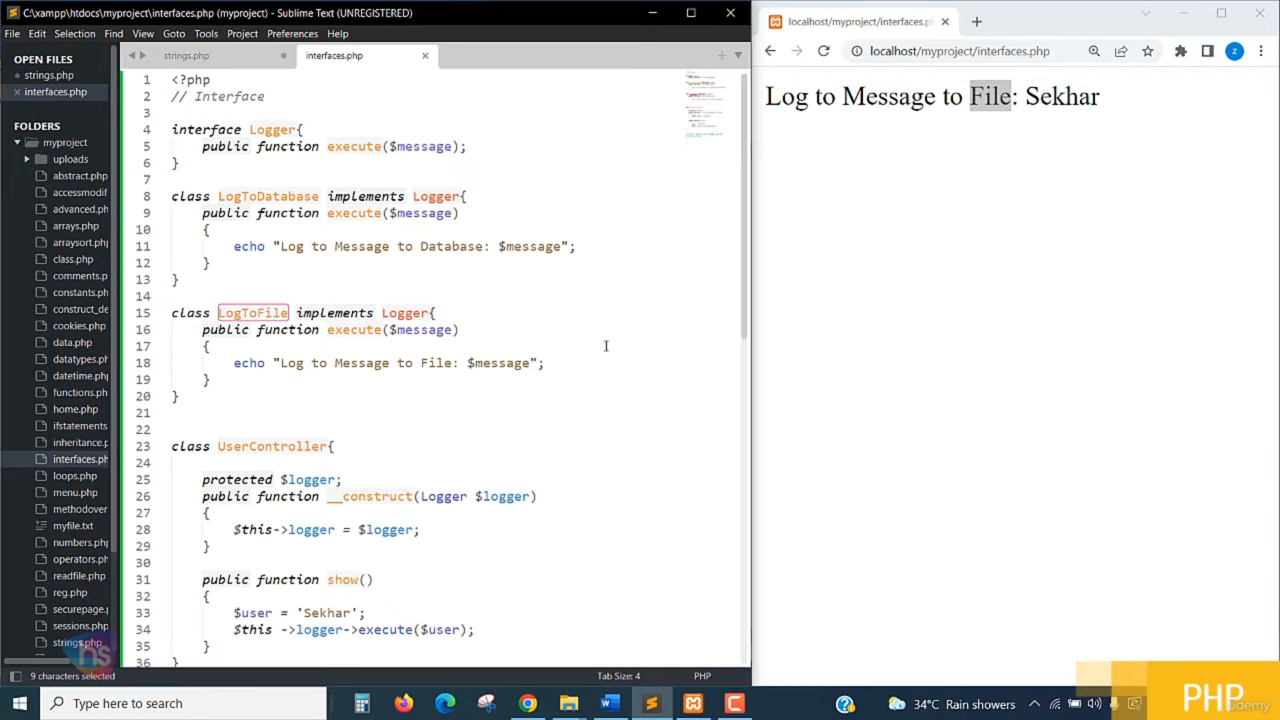 C:\xampp\htdocs\myproject\interfaces.php (myproject) - Sublime Text (UNREGISTERED)
File Edit Selection Find View Goto Tools Project Preferences Help
OPEN FILES
strings.php
interfaces.php
FOLDERS
myproject
uploads
abstract.php
accessmodif
advanced.ph
arrays.php
arraysort.php
class.php
comments.p
constants.ph
construct_de
cookies.php
data.php
datatypes.ph
datetime.php
functions.php
home.php
ifstatements
inheritance.p
interfaces.ph
loops.php
menu.php
methodover
myfile.txt
numbers.php
operators.ph
readfile.php
reg.php
securepage.
sessions.php
strings.php
strings.php
interfaces.php
1 <?php
2 // Interface
3
4 interface Logger{
5 public function execute($message);
6 }
7
8 class LogToDatabase implements Logger{
9 public function execute($message)
10 {
11 echo "Log to Message to Database: $message";
12 }
13 }
14
15 class LogToFile implements Logger{
16 public function execute($message)
17 {
18 echo "Log to Message to File: $message";
19 }
20 }
21
22
23 class UserController{
24
25 protected $logger;
26 public function __construct(Logger $logger)
27 {
28 $this->logger = $logger;
29 }
30
31 public function show()
32 {
33 $user = 'Sekhar';
34 $this ->logger->execute($user);
35 }
36 }
9 characters selected
Tab Size: 4
PHP
localhost/myproject/interfaces.p
localhost/myproject/interfaces.php
z
Log to Message to File: Sekhar
Type here to search
34°C Rain showers
PHP
Udemy